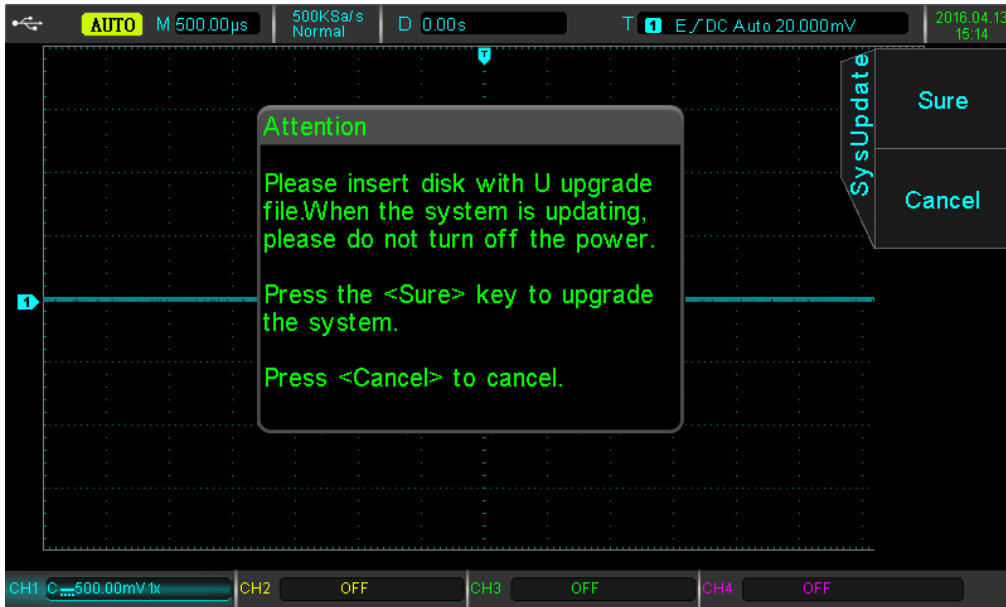 AUTO M 500.00µs 500KSa/s D 0.00s T 1 E DC Auto 20.000mV 2016.04.13
Normal 15:14
T
SysUpdate
Sure
Cancel
Attention
Please insert disk with U upgrade
file.When the system is updating,
please do not turn off the power.
Press the <Sure> key to upgrade
the system.
Press <Cancel> to cancel.
1
CH1 C 500.00mV 1x CH2 OFF CH3 OFF CH4 OFF